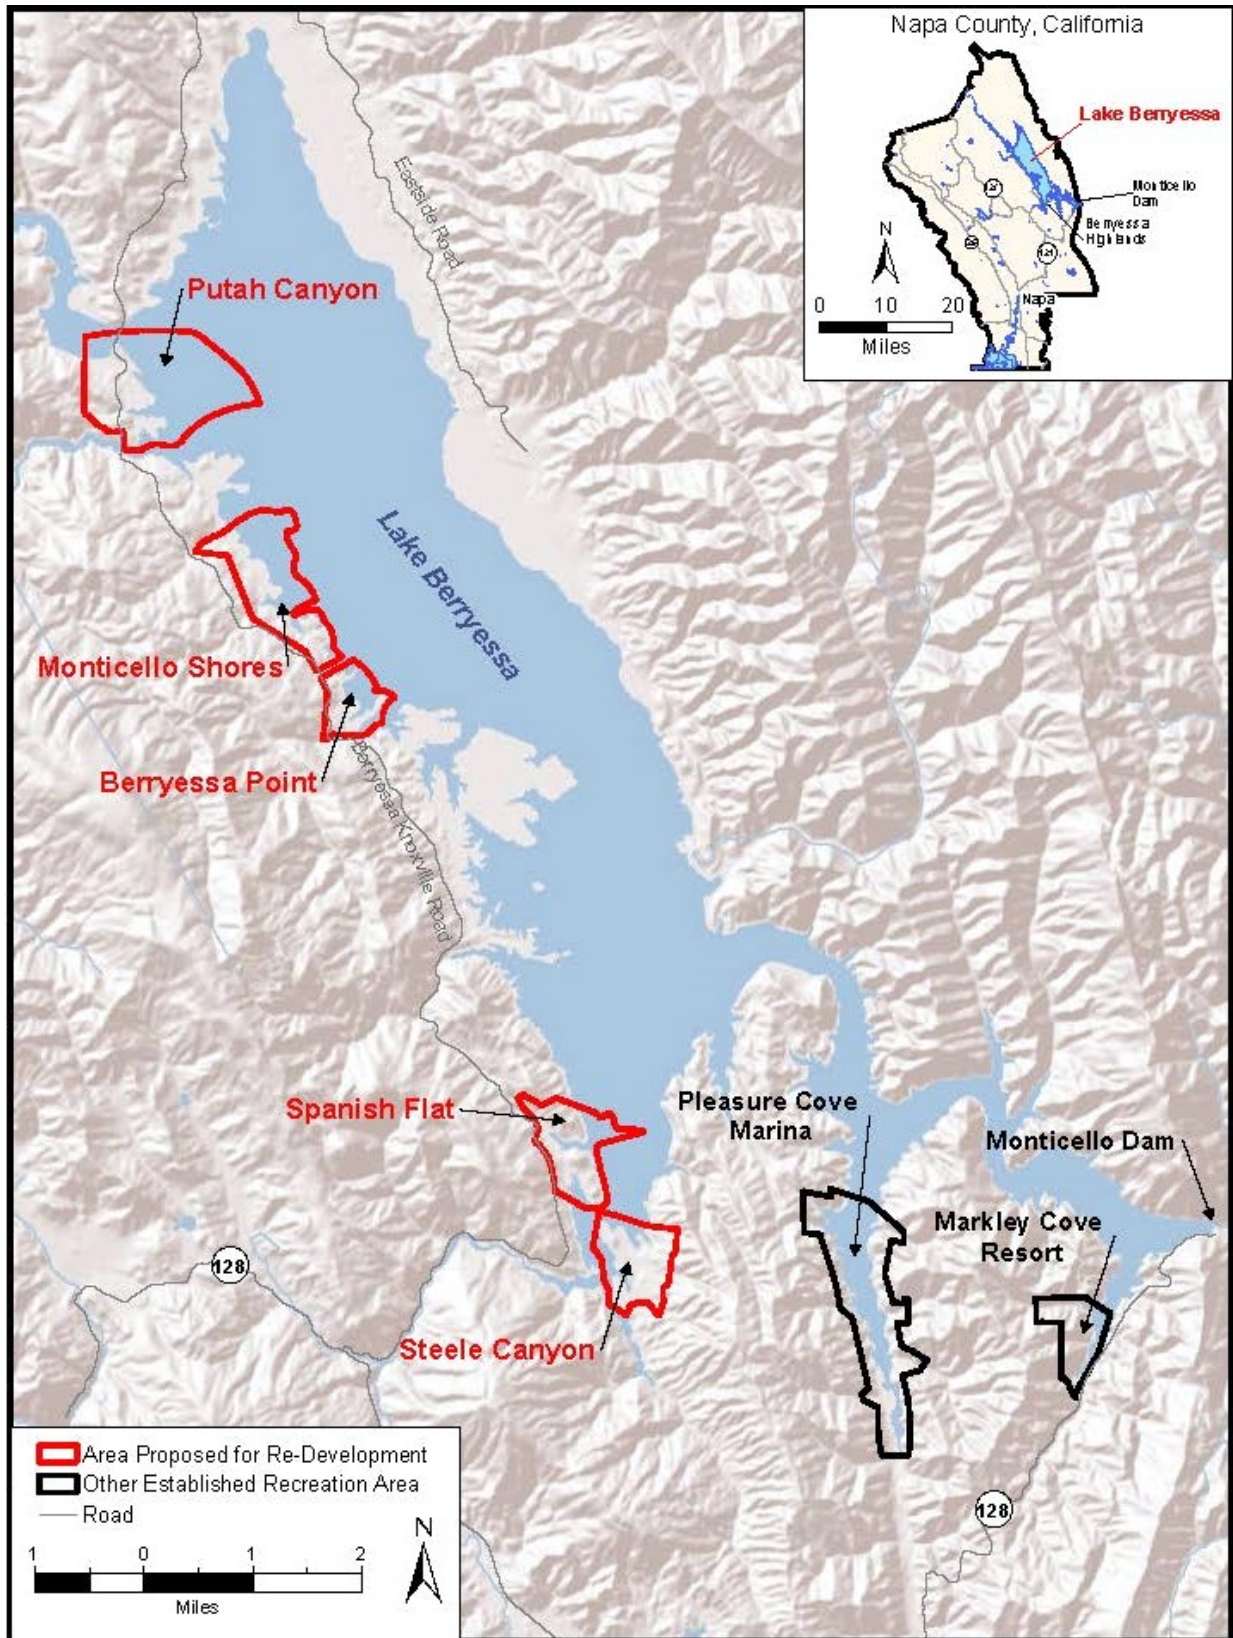 Napa County, California
Lake Berryessa
Monticello
Dam
Berryessa
Highlands
N
0 10 20
Miles
Napa
Eastside Road
Putah Canyon
Lake Berryessa
Monticello Shores
Berryessa Point
Berryessa Knoxville Road
Spanish Flat
Pleasure Cove
Marina
Monticello Dam
Markley Cove
Resort
128
Steele Canyon
128
Area Proposed for Re-Development
Other Established Recreation Area
Road
N
1 0 1 2
Miles